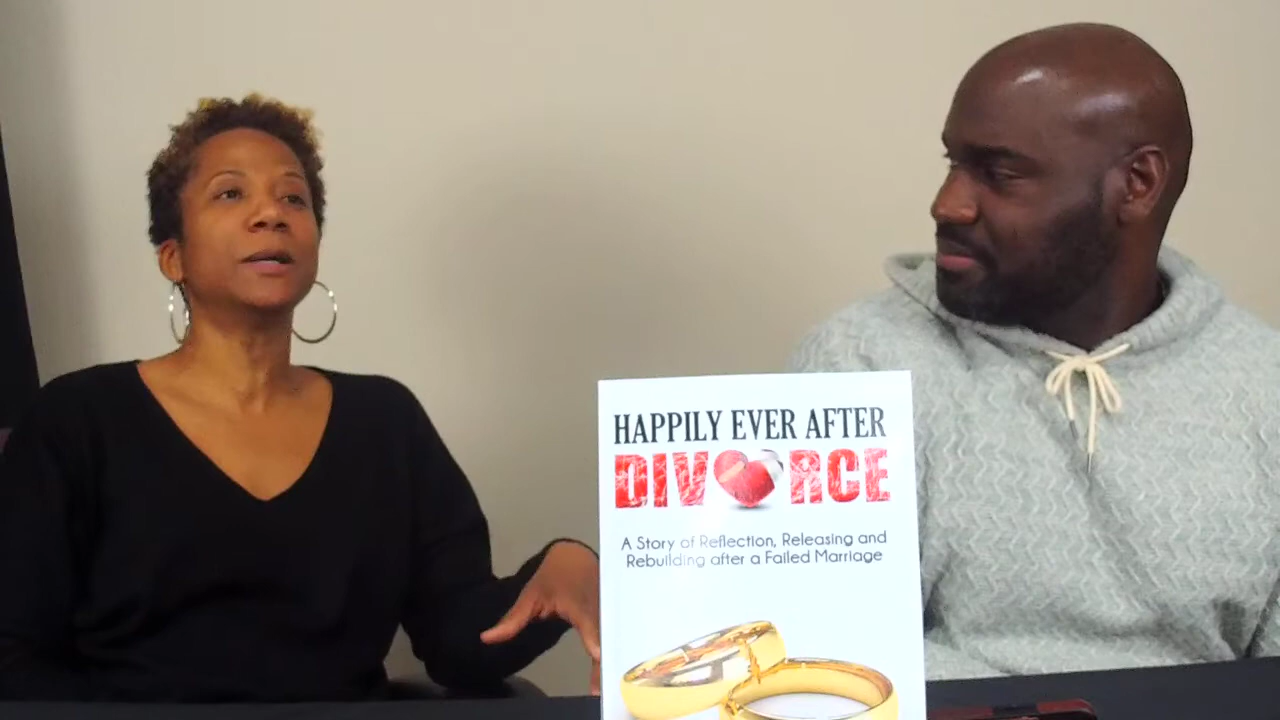 HAPPILY EVER AFTER
DIVORCE
A Story of Reflection, Releasing and
Rebuilding after a Failed Marriage